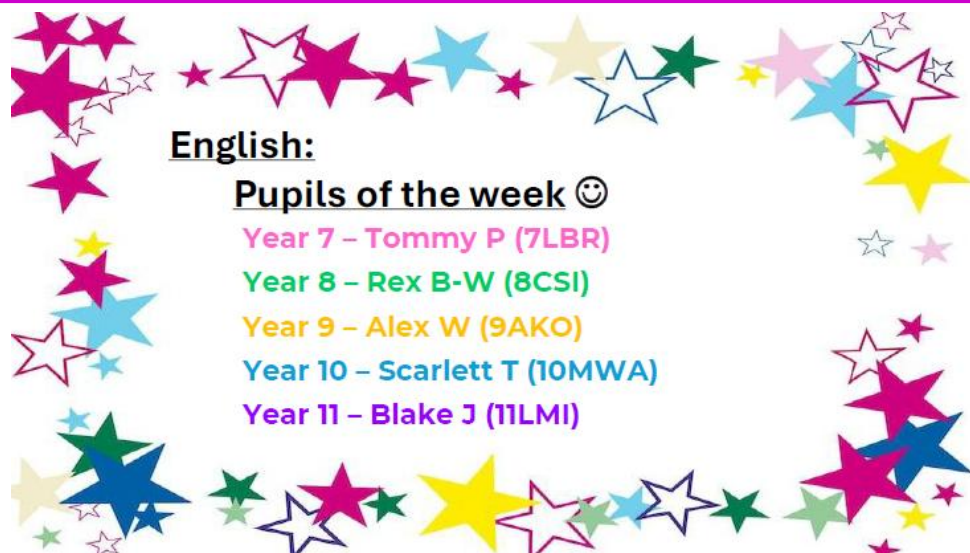 English:
Pupils of the week ☺
Year 7 – Tommy P (7LBR)
Year 8 – Rex B-W (8CSI)
Year 9 – Alex W (9AKO)
Year 10 – Scarlett T (10MWA)
Year 11 – Blake J (11LMI)